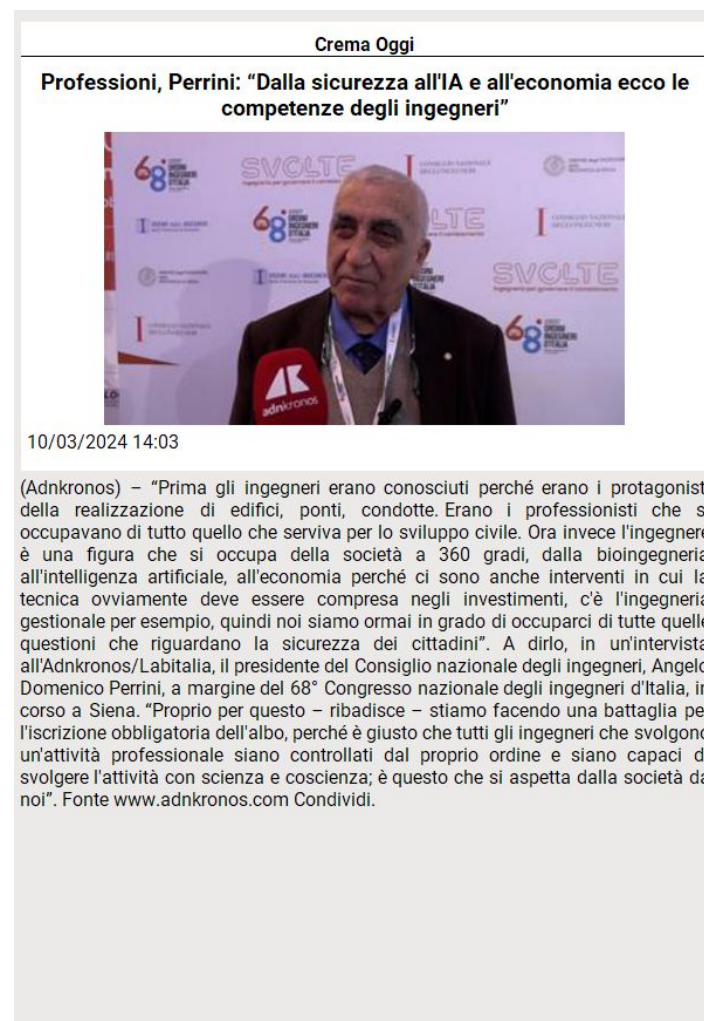 Crema Oggi
Professioni, Perrini: “Dalla sicurezza all'IA e all'economia ecco le
competenze degli ingegneri”
SVOLTE
68
68
SVOLTE
68
adnkronos
10/03/2024 14:03
(Adnkronos) – “Prima gli ingegneri erano conosciuti perché erano i protagonist
della realizzazione di edifici, ponti, condotte. Erano i professionisti che s
occupavano di tutto quello che serviva per lo sviluppo civile. Ora invece l'ingegnere
è una figura che si occupa della società a 360 gradi, dalla bioingegneria
all'intelligenza artificiale, all'economia perché ci sono anche interventi in cui la
tecnica ovviamente deve essere compresa negli investimenti, c'è l'ingegneria
gestionale per esempio, quindi noi siamo ormai in grado di occuparci di tutte quelle
questioni che riguardano la sicurezza dei cittadini”. A dirlo, in un'intervista
all'Adnkronos/Labitalia, il presidente del Consiglio nazionale degli ingegneri, Angelo
Domenico Perrini, a margine del 68° Congresso nazionale degli ingegneri d'Italia, in
corso a Siena. “Proprio per questo – ribadisce – stiamo facendo una battaglia pe
l'iscrizione obbligatoria dell'albo, perché è giusto che tutti gli ingegneri che svolgono
un'attività professionale siano controllati dal proprio ordine e siano capaci d
svolgere l'attività con scienza e coscienza; è questo che si aspetta dalla società da
noi”. Fonte www.adnkronos.com Condividi.